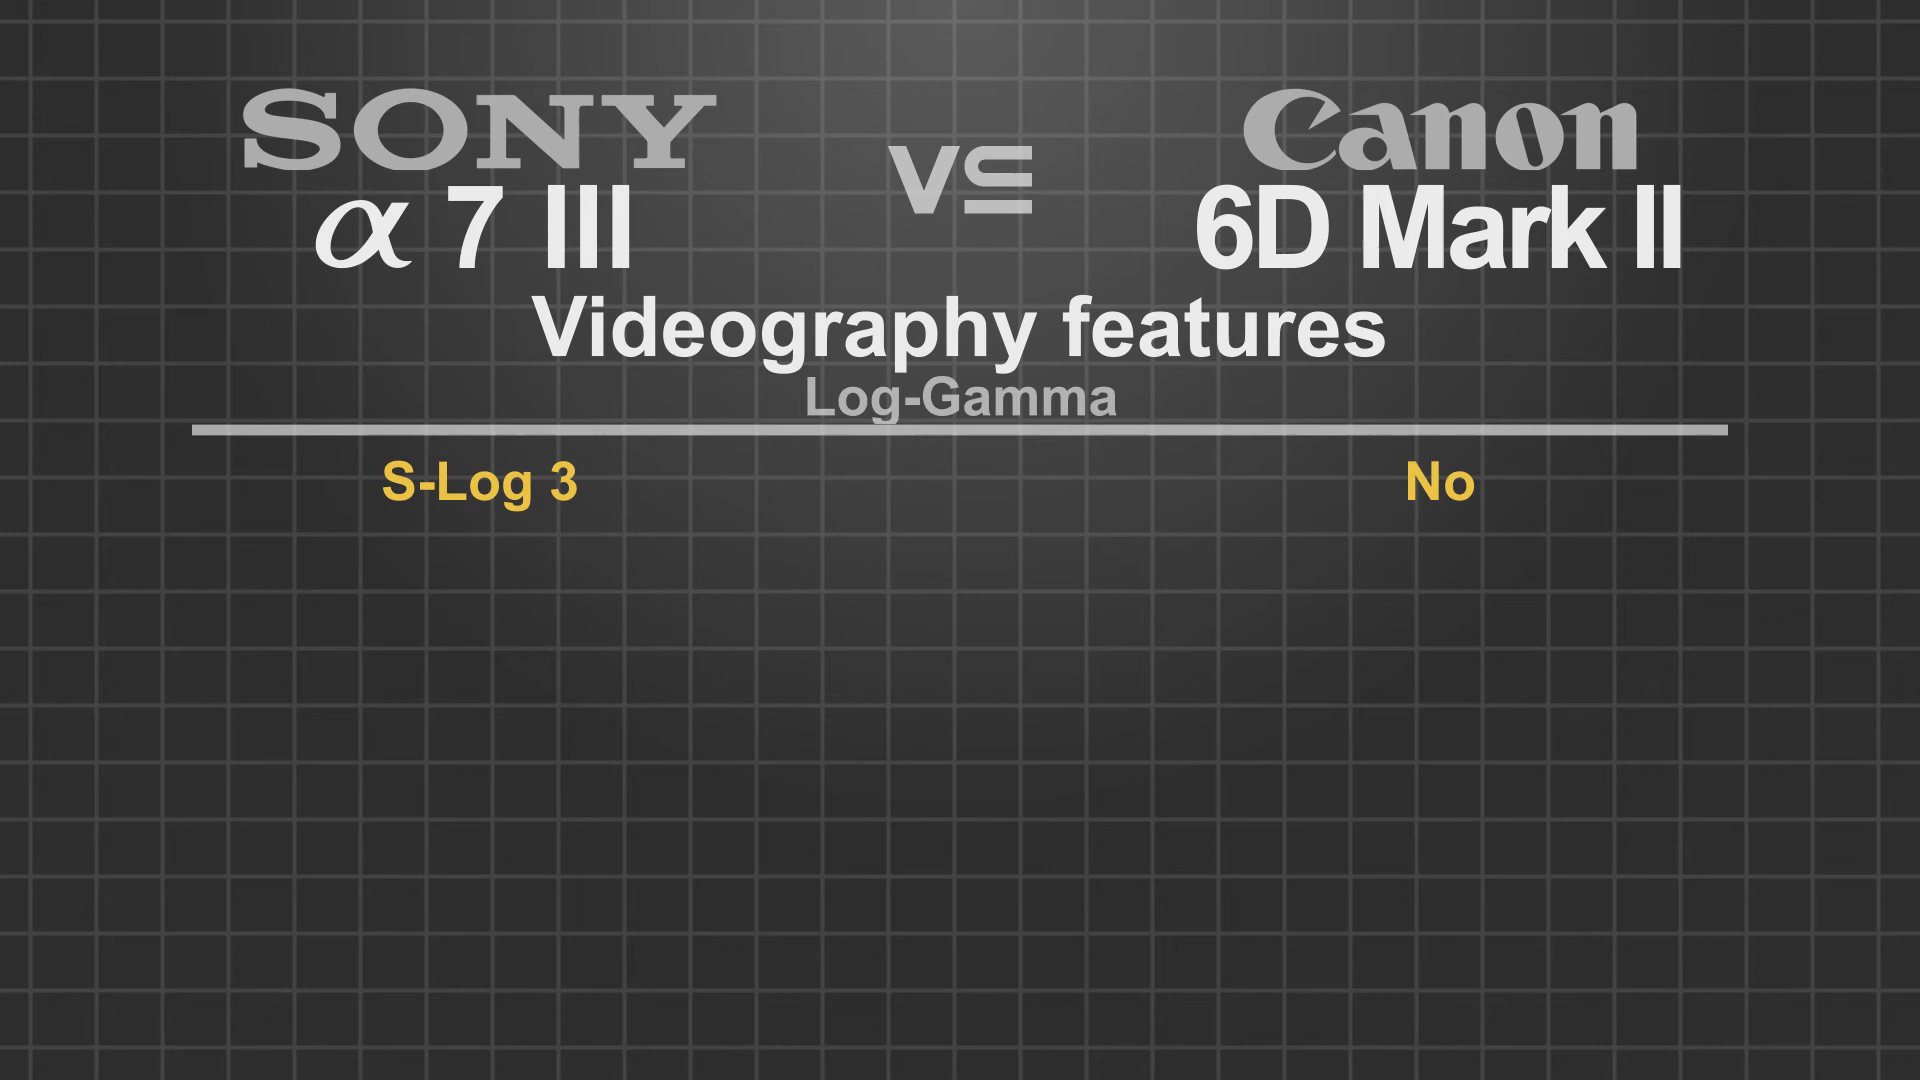 SONY
α 7 III
VS
Canon
6D Mark II
Videography features
Log-Gamma
S-Log 3
No